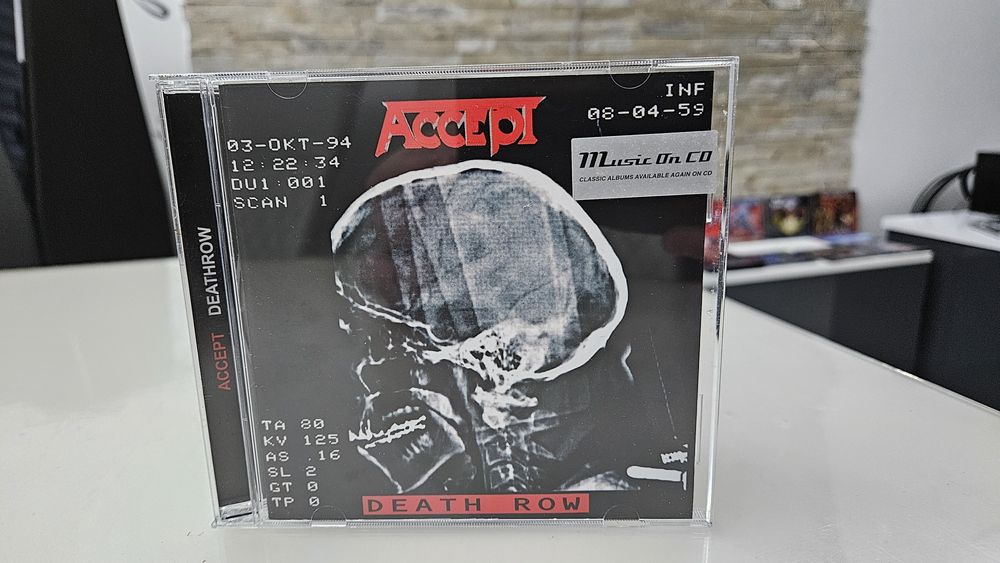 ACCEPT DEATHROW
ACCEPT
INF
08-04-59
03-OKT-94
12:22:34
DU1:001
SCAN 1
Music On CD
CLASSIC ALBUMS AVAILABLE AGAIN ON CD
TA 80
KV 125
AS .16
SL 2
GT 0
TP 0
DEATH ROW